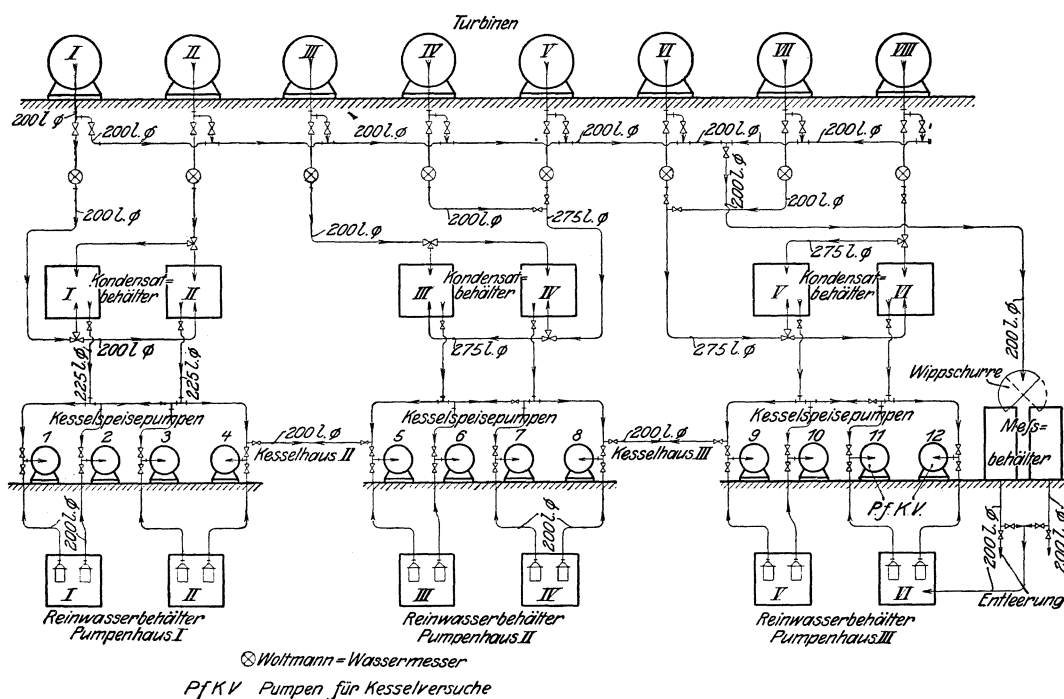 Turbinen
I II III IV V VI VII VIII
200 l. φ
200 l. φ 200 l. φ 200 l. φ 200 l. φ 200 l. φ
200 l. φ
200 l. φ 200 l. φ 275 l. φ 200 l. φ
200 l. φ 275 l. φ
Kondensat=
behälter
I II
Kondensat=
behälter
III IV
Kondensat=
behälter
V VI
200 l. φ
200 l. φ 275 l. φ 275 l. φ
225 l. φ 225 l. φ
Wippschurre
Kesselspeisepumpen Kesselspeisepumpen Kesselspeisepumpen
Meß=
behälter
1 2 3 4 5 6 7 8 9 10 11 12
200 l. φ
Kesselhaus II
200 l. φ
Kesselhaus III
P f K V.
200 l. φ 200 l. φ 200 l. φ 200 l. φ 200 l. φ
I II III IV V VI
Entleerung
Reinwasserbehälter
Pumpenhaus I
Reinwasserbehälter
Pumpenhaus II
Reinwasserbehälter
Pumpenhaus III
Woltmann=Wassermesser
P f K V Pumpen für Kesselversuche